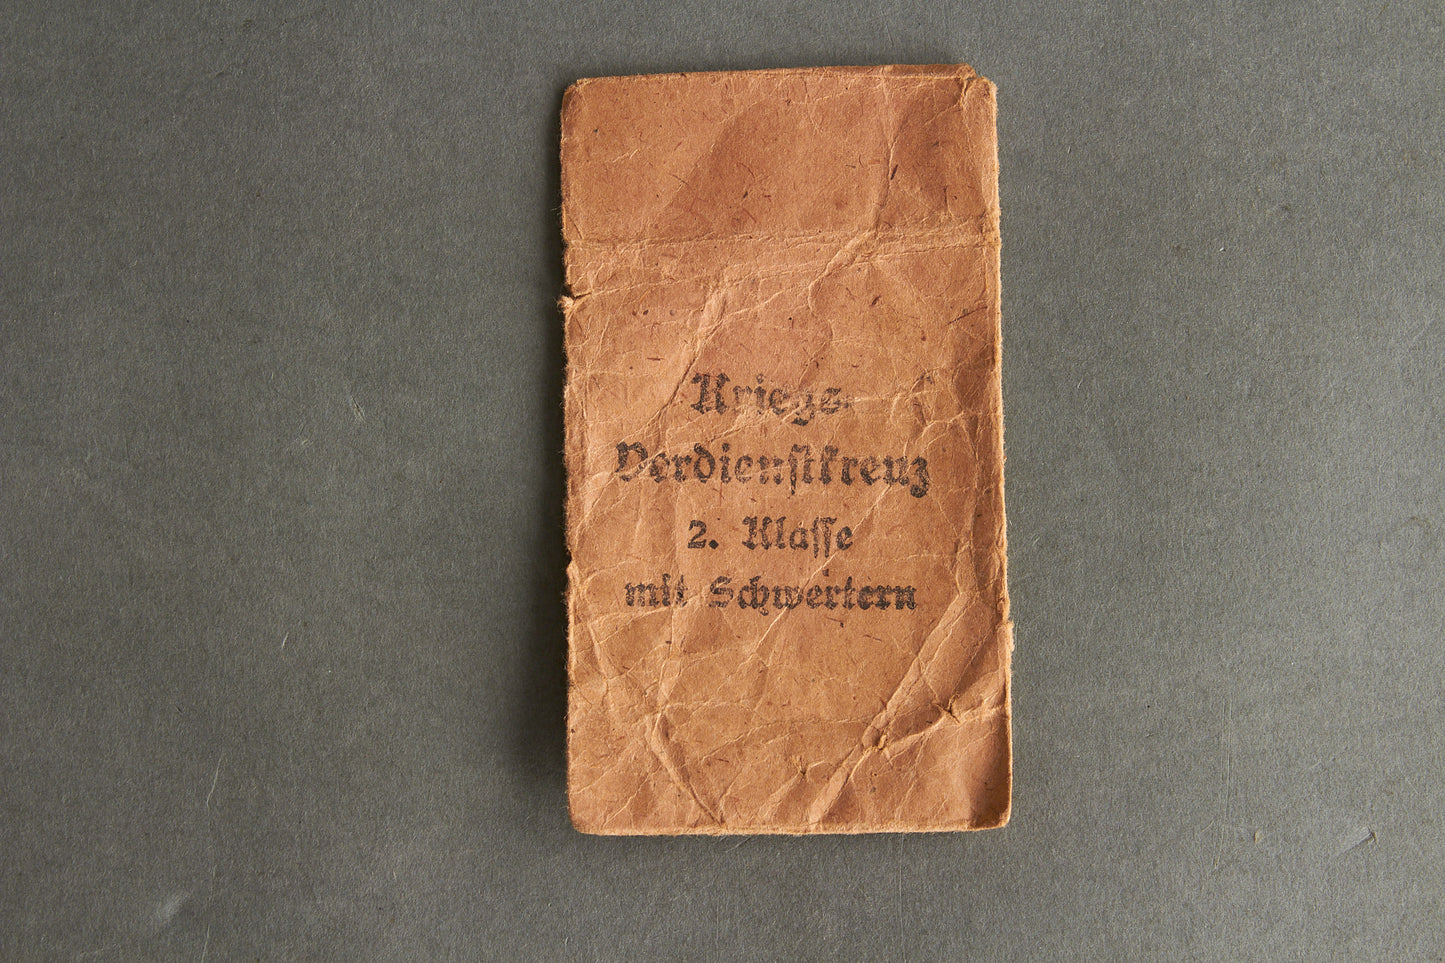 Kriegs-
Verdienstkreuz
2. Klasse
mit Schwertern